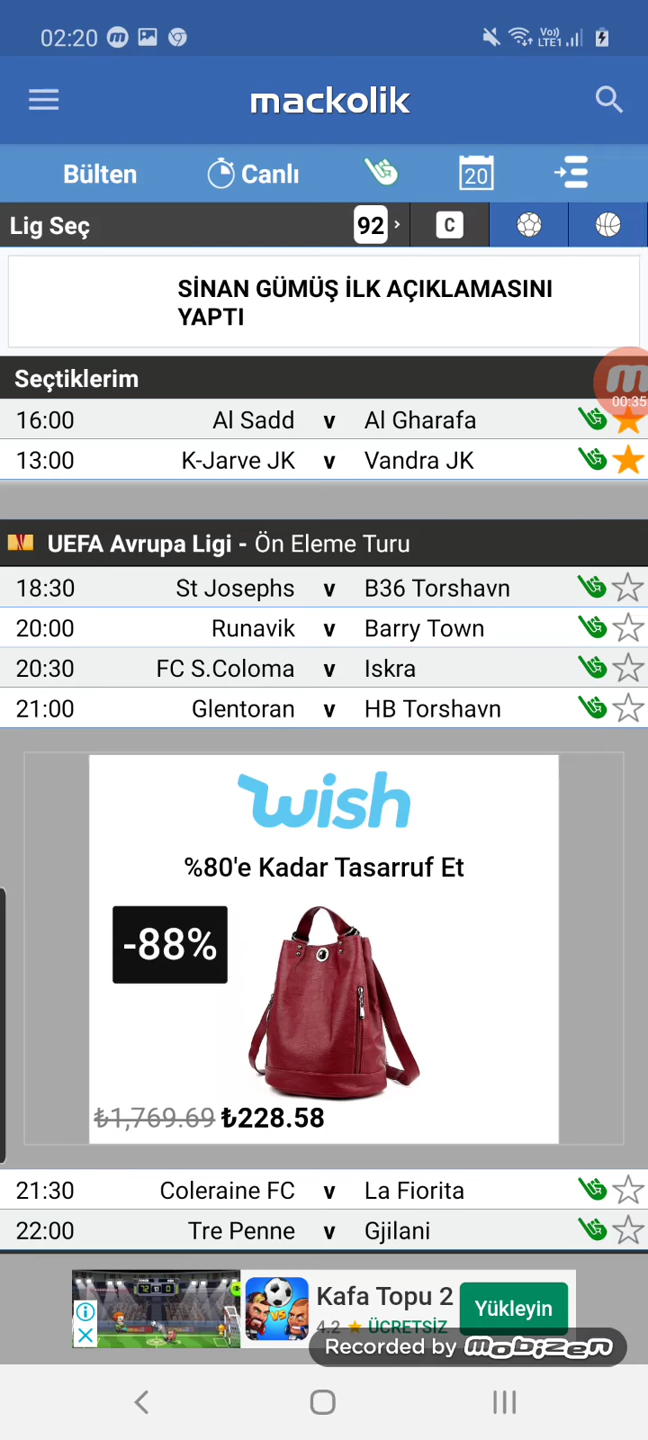 02:20 Vo)) LTE1
mackolik
Bülten Canlı 20
Lig Seç 92 › C
SİNAN GÜMÜŞ İLK AÇIKLAMASINI
YAPTI
Seçtiklerim
00:35
16:00 Al Sadd v Al Gharafa
13:00 K-Jarve JK v Vandra JK
UEFA Avrupa Ligi - Ön Eleme Turu
18:30 St Josephs v B36 Torshavn
20:00 Runavik v Barry Town
20:30 FC S.Coloma v Iskra
21:00 Glentoran v HB Torshavn
wish
%80'e Kadar Tasarruf Et
-88%
₺1,769.69 ₺228.58
21:30 Coleraine FC v La Fiorita
22:00 Tre Penne v Gjilani
VS Kafa Topu 2 Yükleyin
4.2 ★ ÜCRETSİZ
Recorded by mobizen